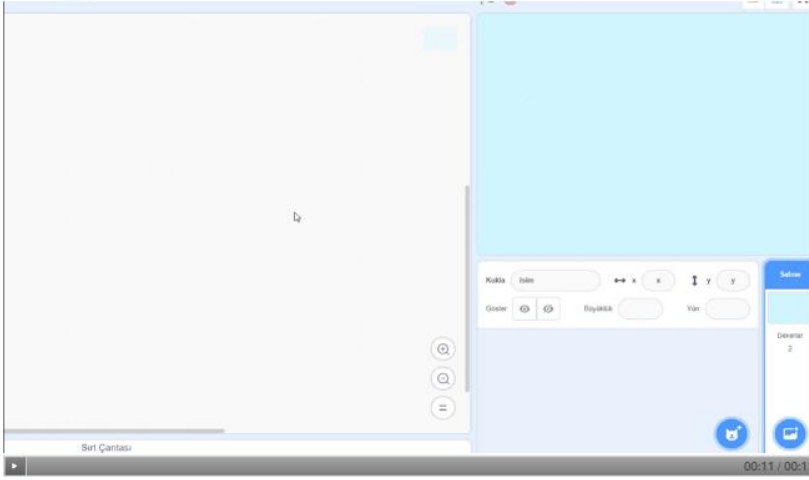 Sahne
Kukla İsim x x y y
Göster Büyüklük Yön
Dekorlar
2
Sırt Çantası
00:11 / 00:1